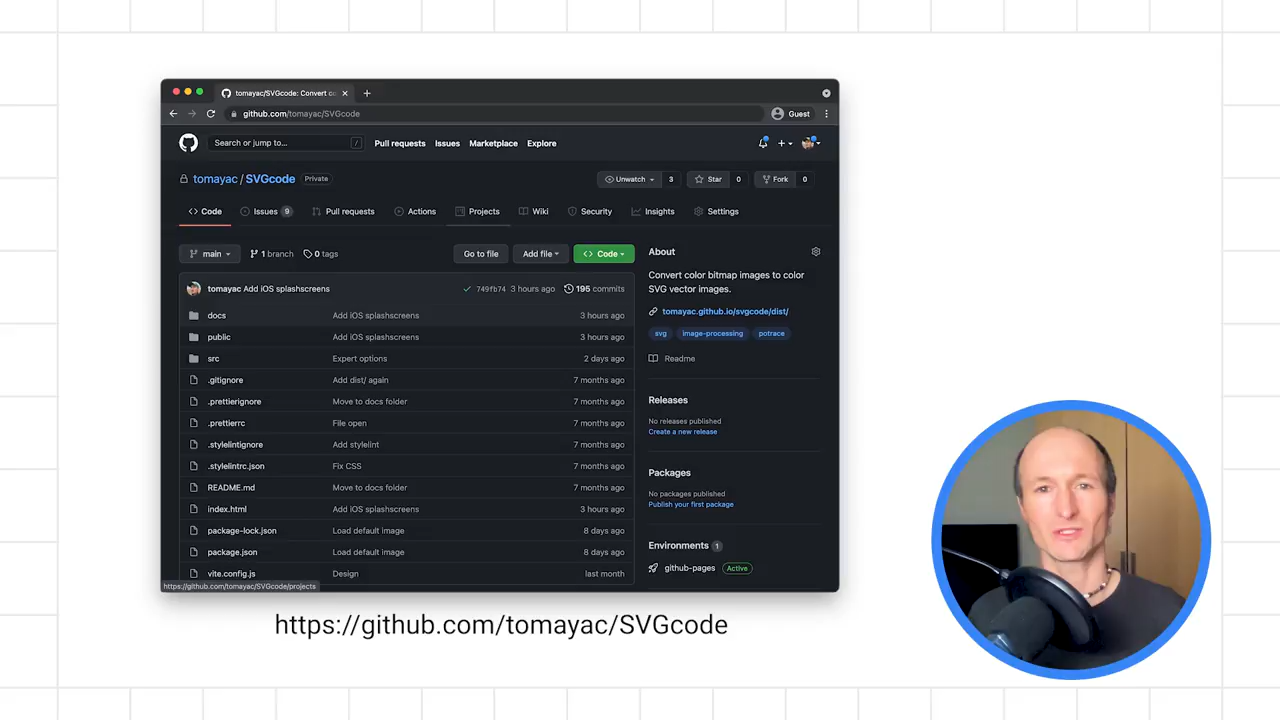 tomayac/SVGcode: Convert co
github.com/tomayac/SVGcode
Guest
Search or jump to... /
Pull requests Issues Marketplace Explore
tomayac / SVGcode Private
Unwatch 3 Star 0 Fork 0
Code Issues 9 Pull requests Actions Projects Wiki Security Insights Settings
main 1 branch 0 tags Go to file Add file Code
tomayac Add iOS splashscreens 749fb74 3 hours ago 195 commits
docs Add iOS splashscreens 3 hours ago
public Add iOS splashscreens 3 hours ago
src Expert options 2 days ago
.gitignore Add dist/ again 7 months ago
.prettierignore Move to docs folder 7 months ago
.prettierrc File open 7 months ago
.stylelintignore Add stylelint 7 months ago
.stylelintrc.json Fix CSS 7 months ago
README.md Move to docs folder 7 months ago
index.html Add iOS splashscreens 3 hours ago
package-lock.json Load default image 8 days ago
package.json Load default image 8 days ago
vite.config.js Design last month
https://github.com/tomayac/SVGcode/projects
About
Convert color bitmap images to color
SVG vector images.
tomayac.github.io/svgcode/dist/
svg image-processing potrace
Readme
Releases
No releases published
Create a new release
Packages
No packages published
Publish your first package
Environments 1
github-pages Active
https://github.com/tomayac/SVGcode